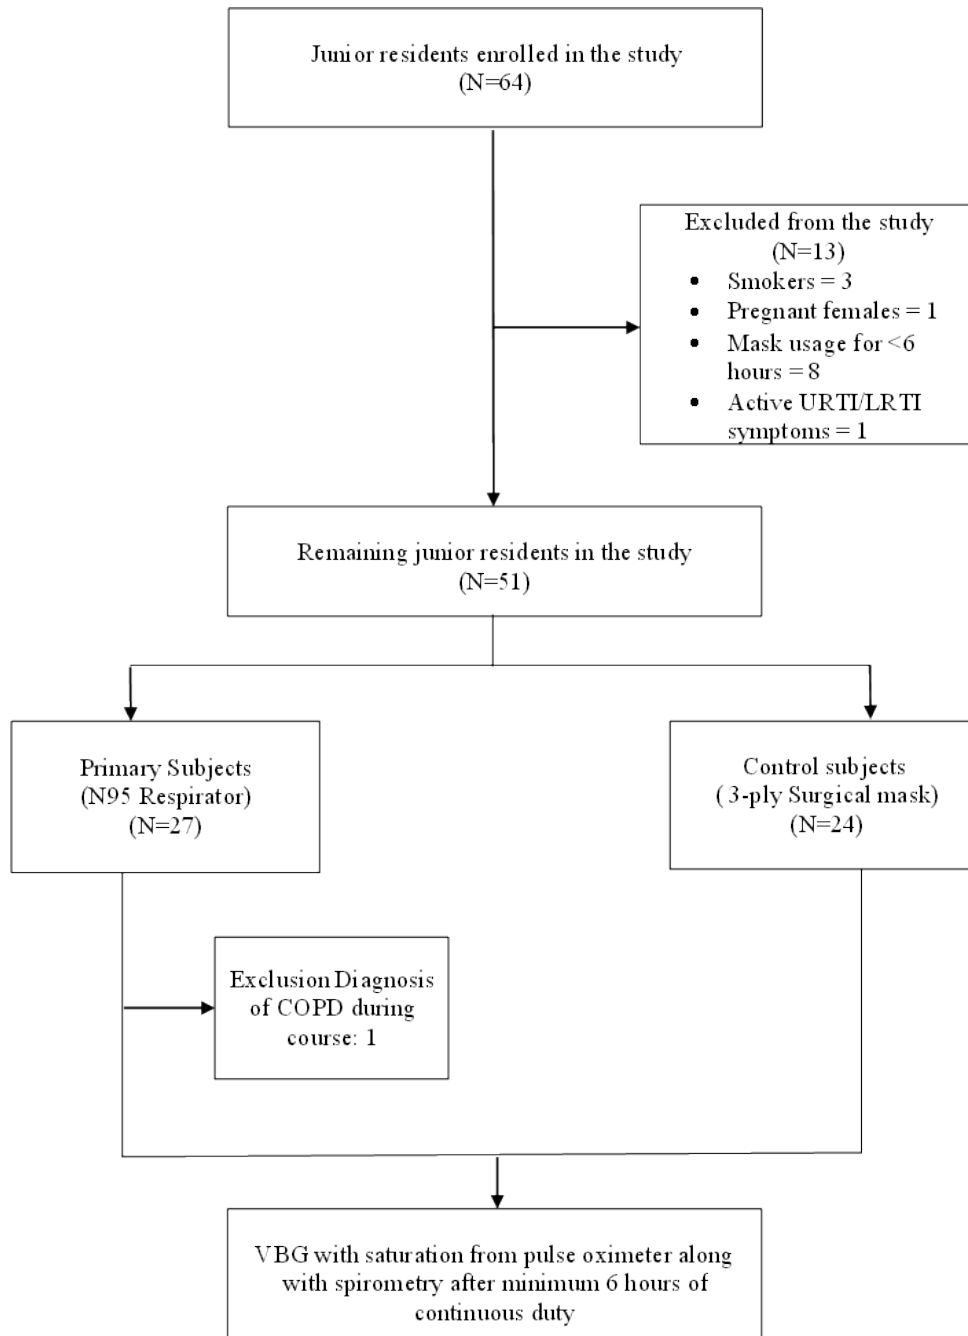 Junior residents enrolled in the study
(N=64)
Excluded from the study
(N=13)
• Smokers = 3
• Pregnant females = 1
• Mask usage for <6
hours = 8
• Active URTI/LRTI
symptoms = 1
Remaining junior residents in the study
(N=51)
Primary Subjects
(N95 Respirator)
(N=27)
Control subjects
( 3-ply Surgical mask)
(N=24)
Exclusion Diagnosis
of COPD during
course: 1
VBG with saturation from pulse oximeter along
with spirometry after minimum 6 hours of
continuous duty